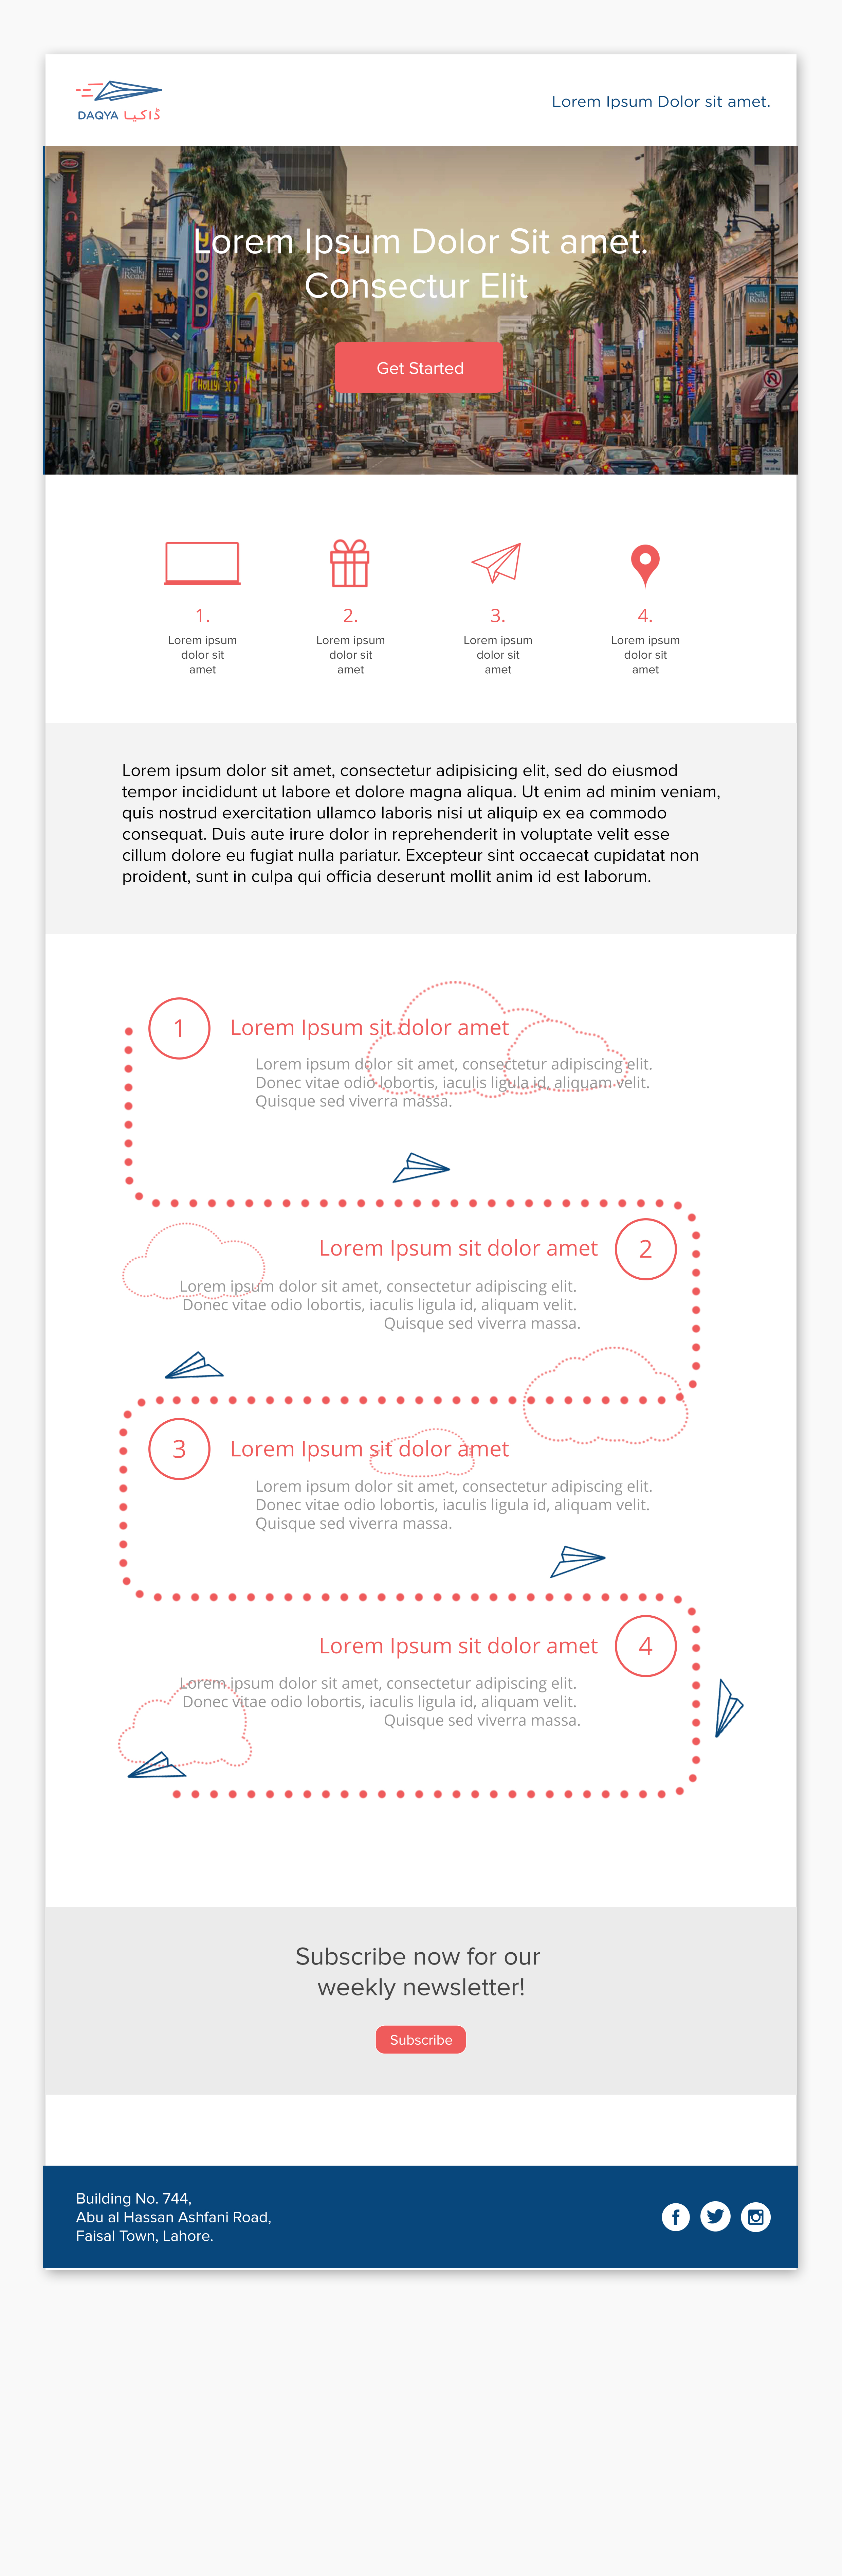 DAQYA ڈاکیا
Lorem Ipsum Dolor sit amet.
Lorem Ipsum Dolor Sit amet.
Consectur Elit
Get Started
1.
Lorem ipsum
dolor sit
amet
2.
Lorem ipsum
dolor sit
amet
3.
Lorem ipsum
dolor sit
amet
4.
Lorem ipsum
dolor sit
amet
Lorem ipsum dolor sit amet, consectetur adipisicing elit, sed do eiusmod
tempor incididunt ut labore et dolore magna aliqua. Ut enim ad minim veniam,
quis nostrud exercitation ullamco laboris nisi ut aliquip ex ea commodo
consequat. Duis aute irure dolor in reprehenderit in voluptate velit esse
cillum dolore eu fugiat nulla pariatur. Excepteur sint occaecat cupidatat non
proident, sunt in culpa qui officia deserunt mollit anim id est laborum.
1 Lorem Ipsum sit dolor amet
Lorem ipsum dolor sit amet, consectetur adipiscing elit.
Donec vitae odio lobortis, iaculis ligula id, aliquam velit.
Quisque sed viverra massa.
Lorem Ipsum sit dolor amet 2
Lorem ipsum dolor sit amet, consectetur adipiscing elit.
Donec vitae odio lobortis, iaculis ligula id, aliquam velit.
Quisque sed viverra massa.
3 Lorem Ipsum sit dolor amet
Lorem ipsum dolor sit amet, consectetur adipiscing elit.
Donec vitae odio lobortis, iaculis ligula id, aliquam velit.
Quisque sed viverra massa.
Lorem Ipsum sit dolor amet 4
Lorem ipsum dolor sit amet, consectetur adipiscing elit.
Donec vitae odio lobortis, iaculis ligula id, aliquam velit.
Quisque sed viverra massa.
Subscribe now for our
weekly newsletter!
Subscribe
Building No. 744,
Abu al Hassan Ashfani Road,
Faisal Town, Lahore.